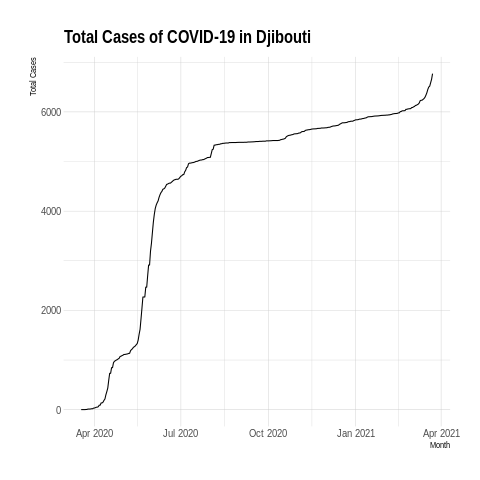 Total Cases of COVID-19 in Djibouti
Total Cases
6000
4000
2000
0
Apr 2020 Jul 2020 Oct 2020 Jan 2021 Apr 2021
Month